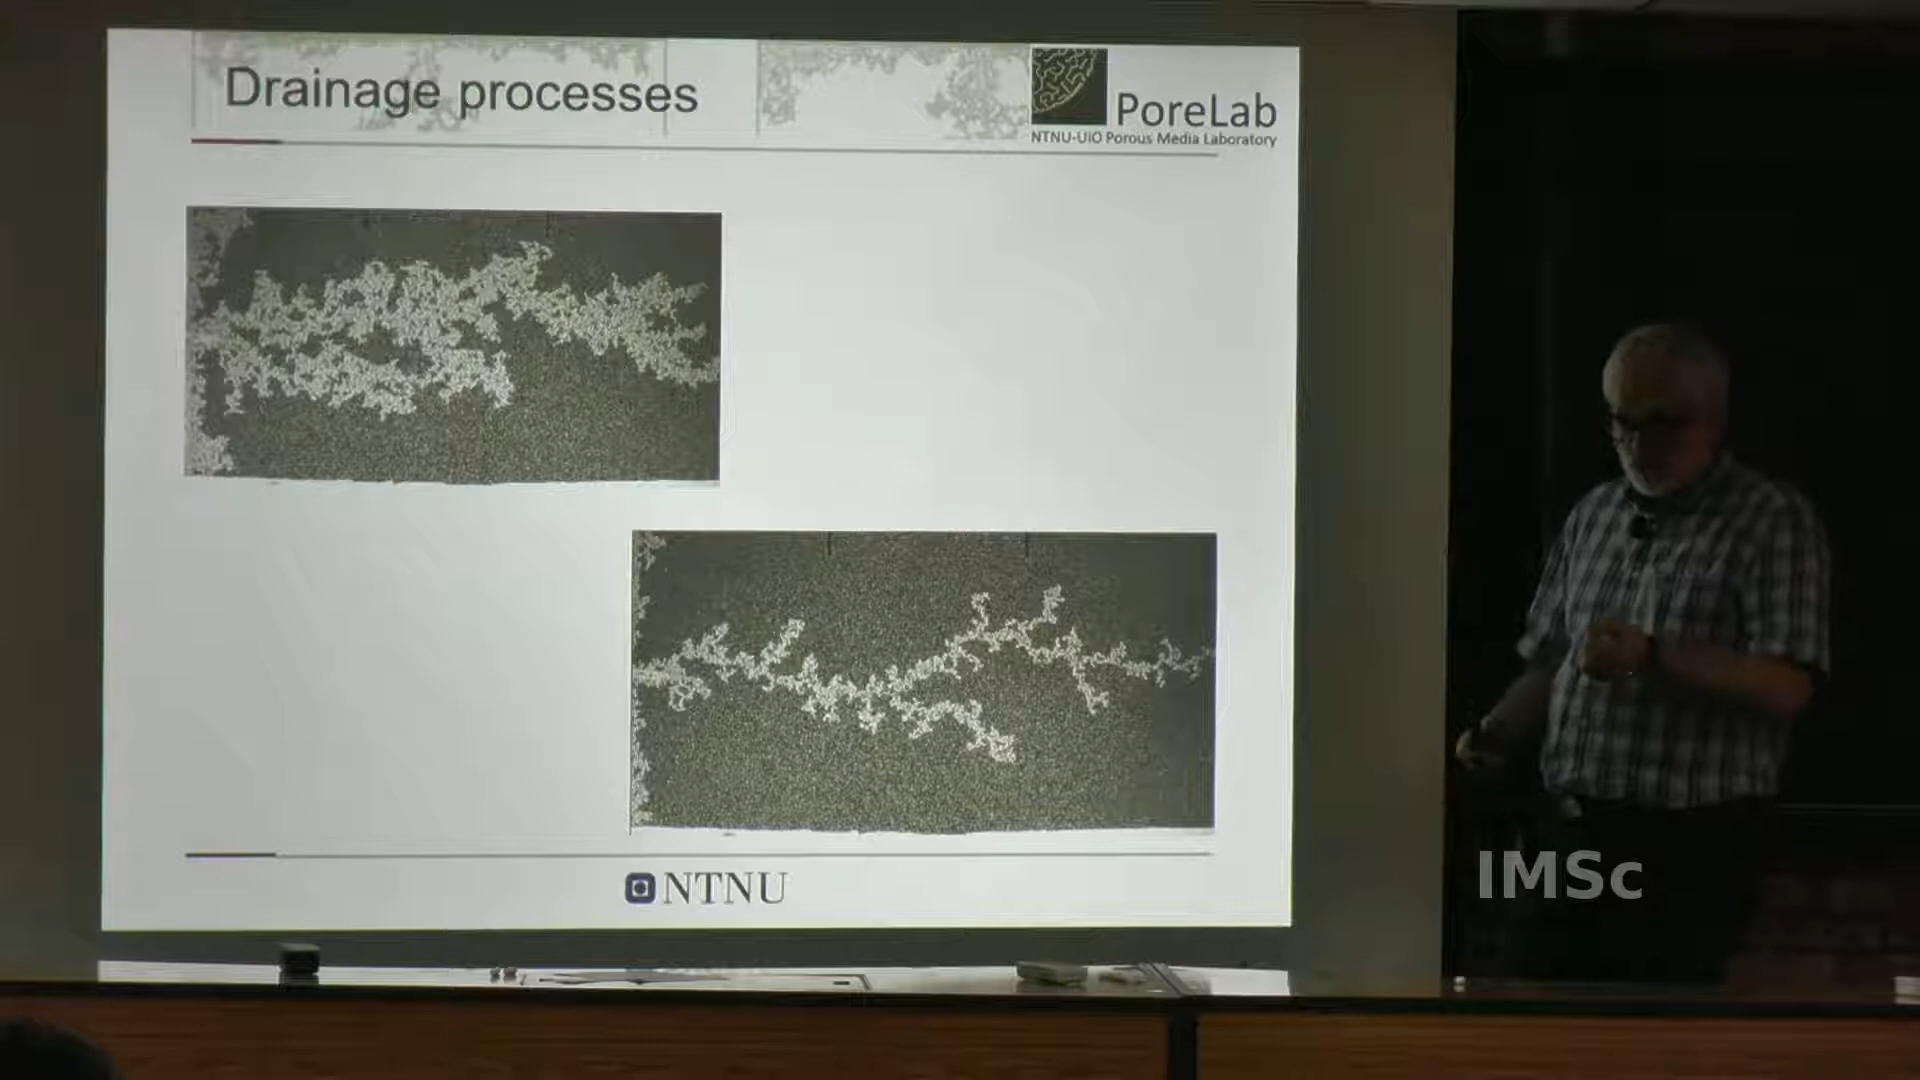 Drainage processes
PoreLab
NTNU-UiO Porous Media Laboratory
NTNU
IMSc